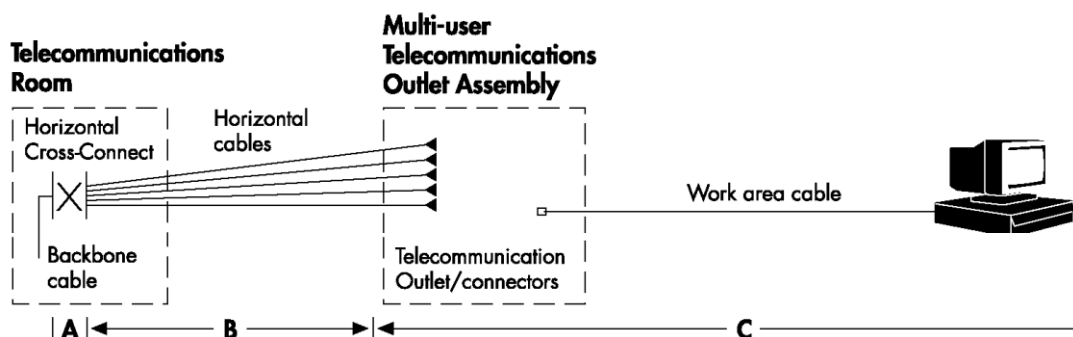 Telecommunications
Room
Multi-user
Telecommunications
Outlet Assembly
Horizontal
Cross-Connect
Horizontal
cables
Backbone
cable
Telecommunication
Outlet/connectors
Work area cable
A
B
C